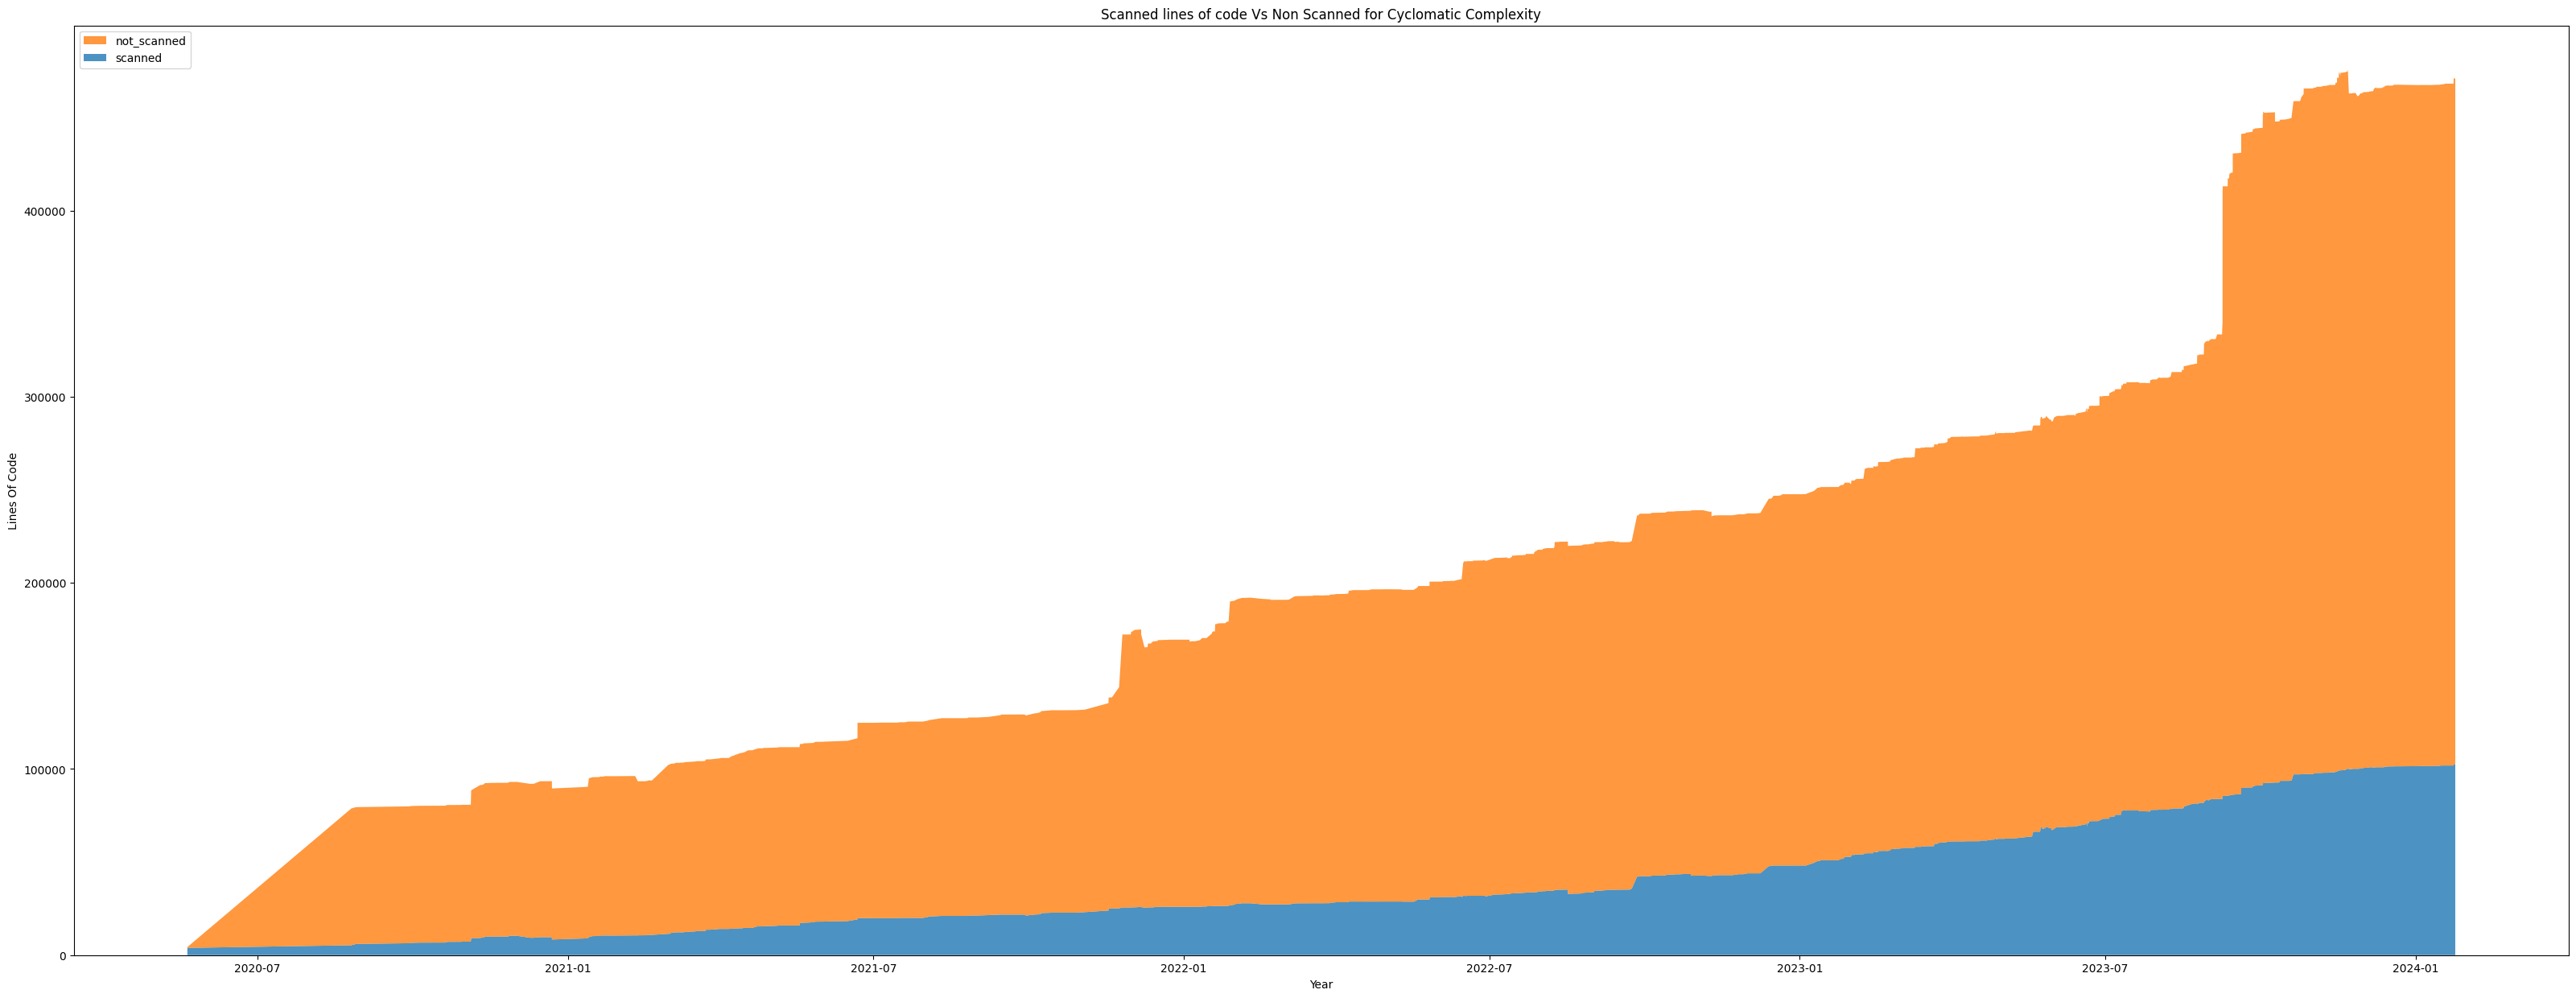 Scanned lines of code Vs Non Scanned for Cyclomatic Complexity
not_scanned
scanned
400000
300000
200000
100000
0
Lines Of Code
2020-07
2021-01
2021-07
2022-01
2022-07
2023-01
2023-07
2024-01
Year